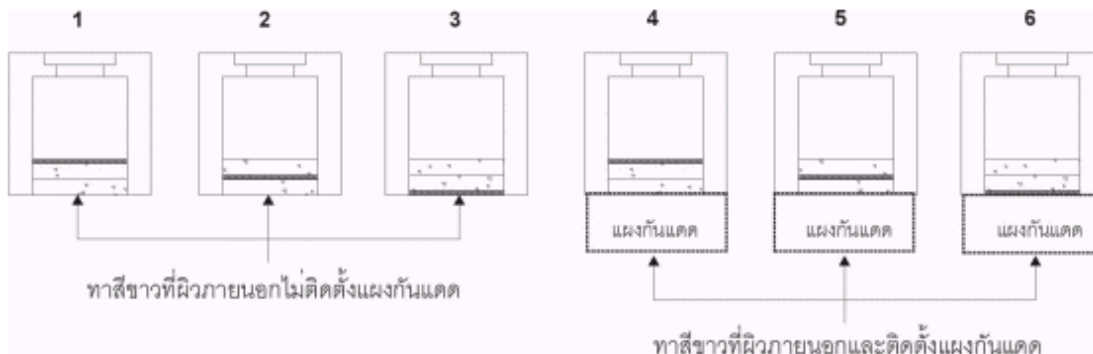 1 2 3 4 5 6
แผงกันแดด แผงกันแดด แผงกันแดด
ทาสีขาวที่ผิวภายนอกไม่ติดตั้งแผงกันแดด
ทาสีขาวที่ผิวภายนอกและติดตั้งแผงกันแดด